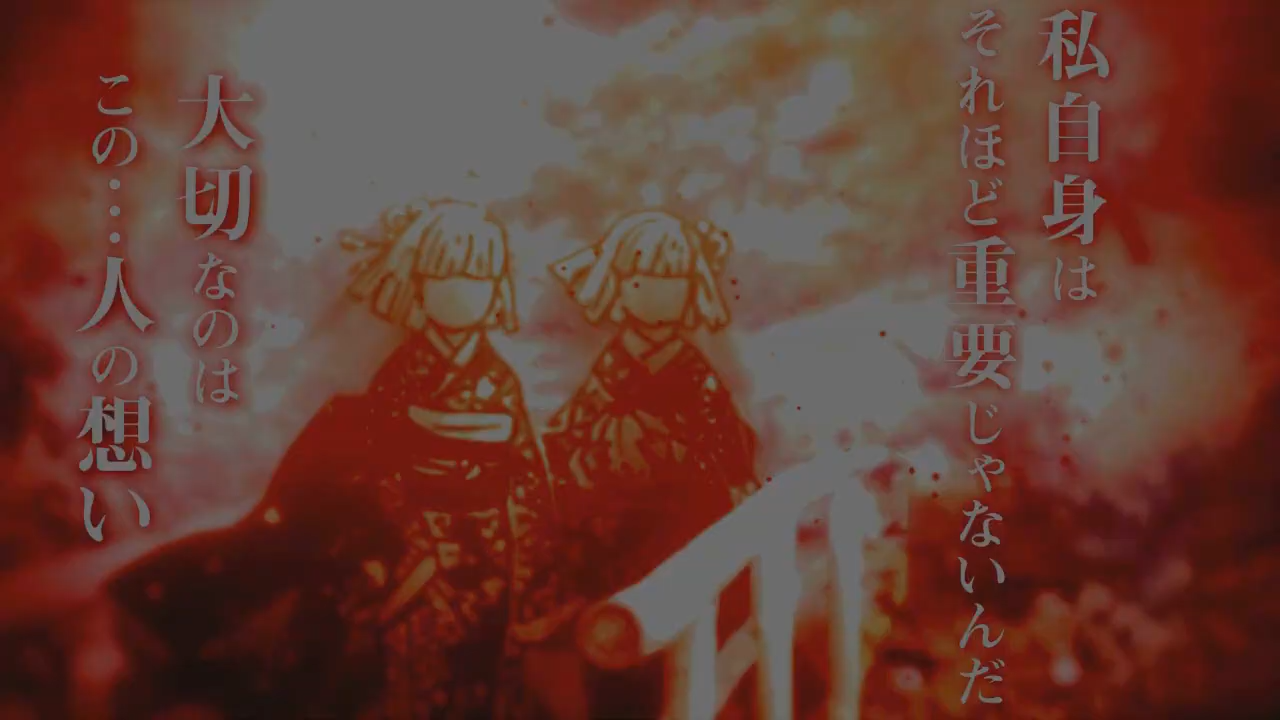 私自身は
それほど重要じゃないんだ
大切なのは
この…人の想い